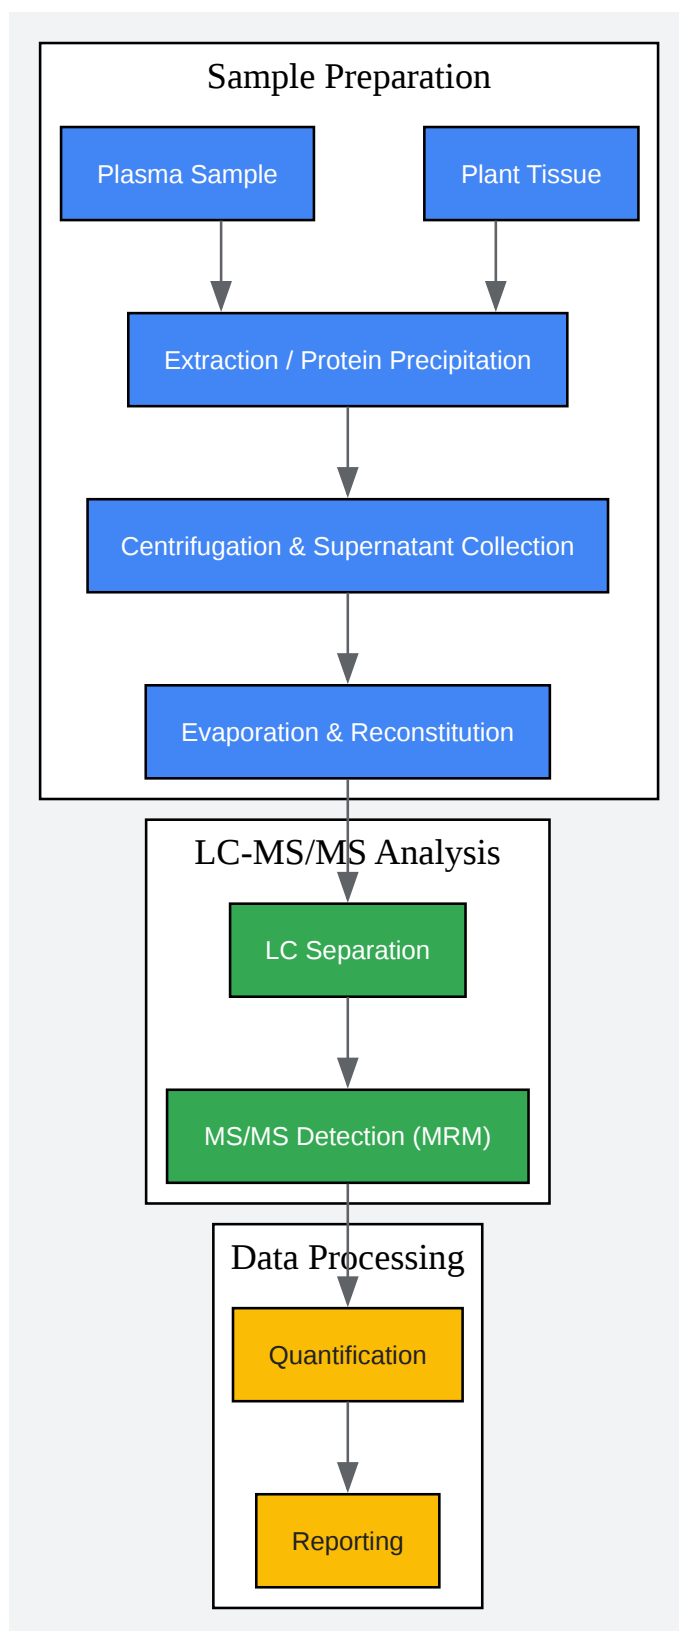 Sample Preparation
Plasma Sample
Plant Tissue
Extraction / Protein Precipitation
Centrifugation & Supernatant Collection
Evaporation & Reconstitution
LC-MS/MS Analysis
LC Separation
MS/MS Detection (MRM)
Data Processing
Quantification
Reporting